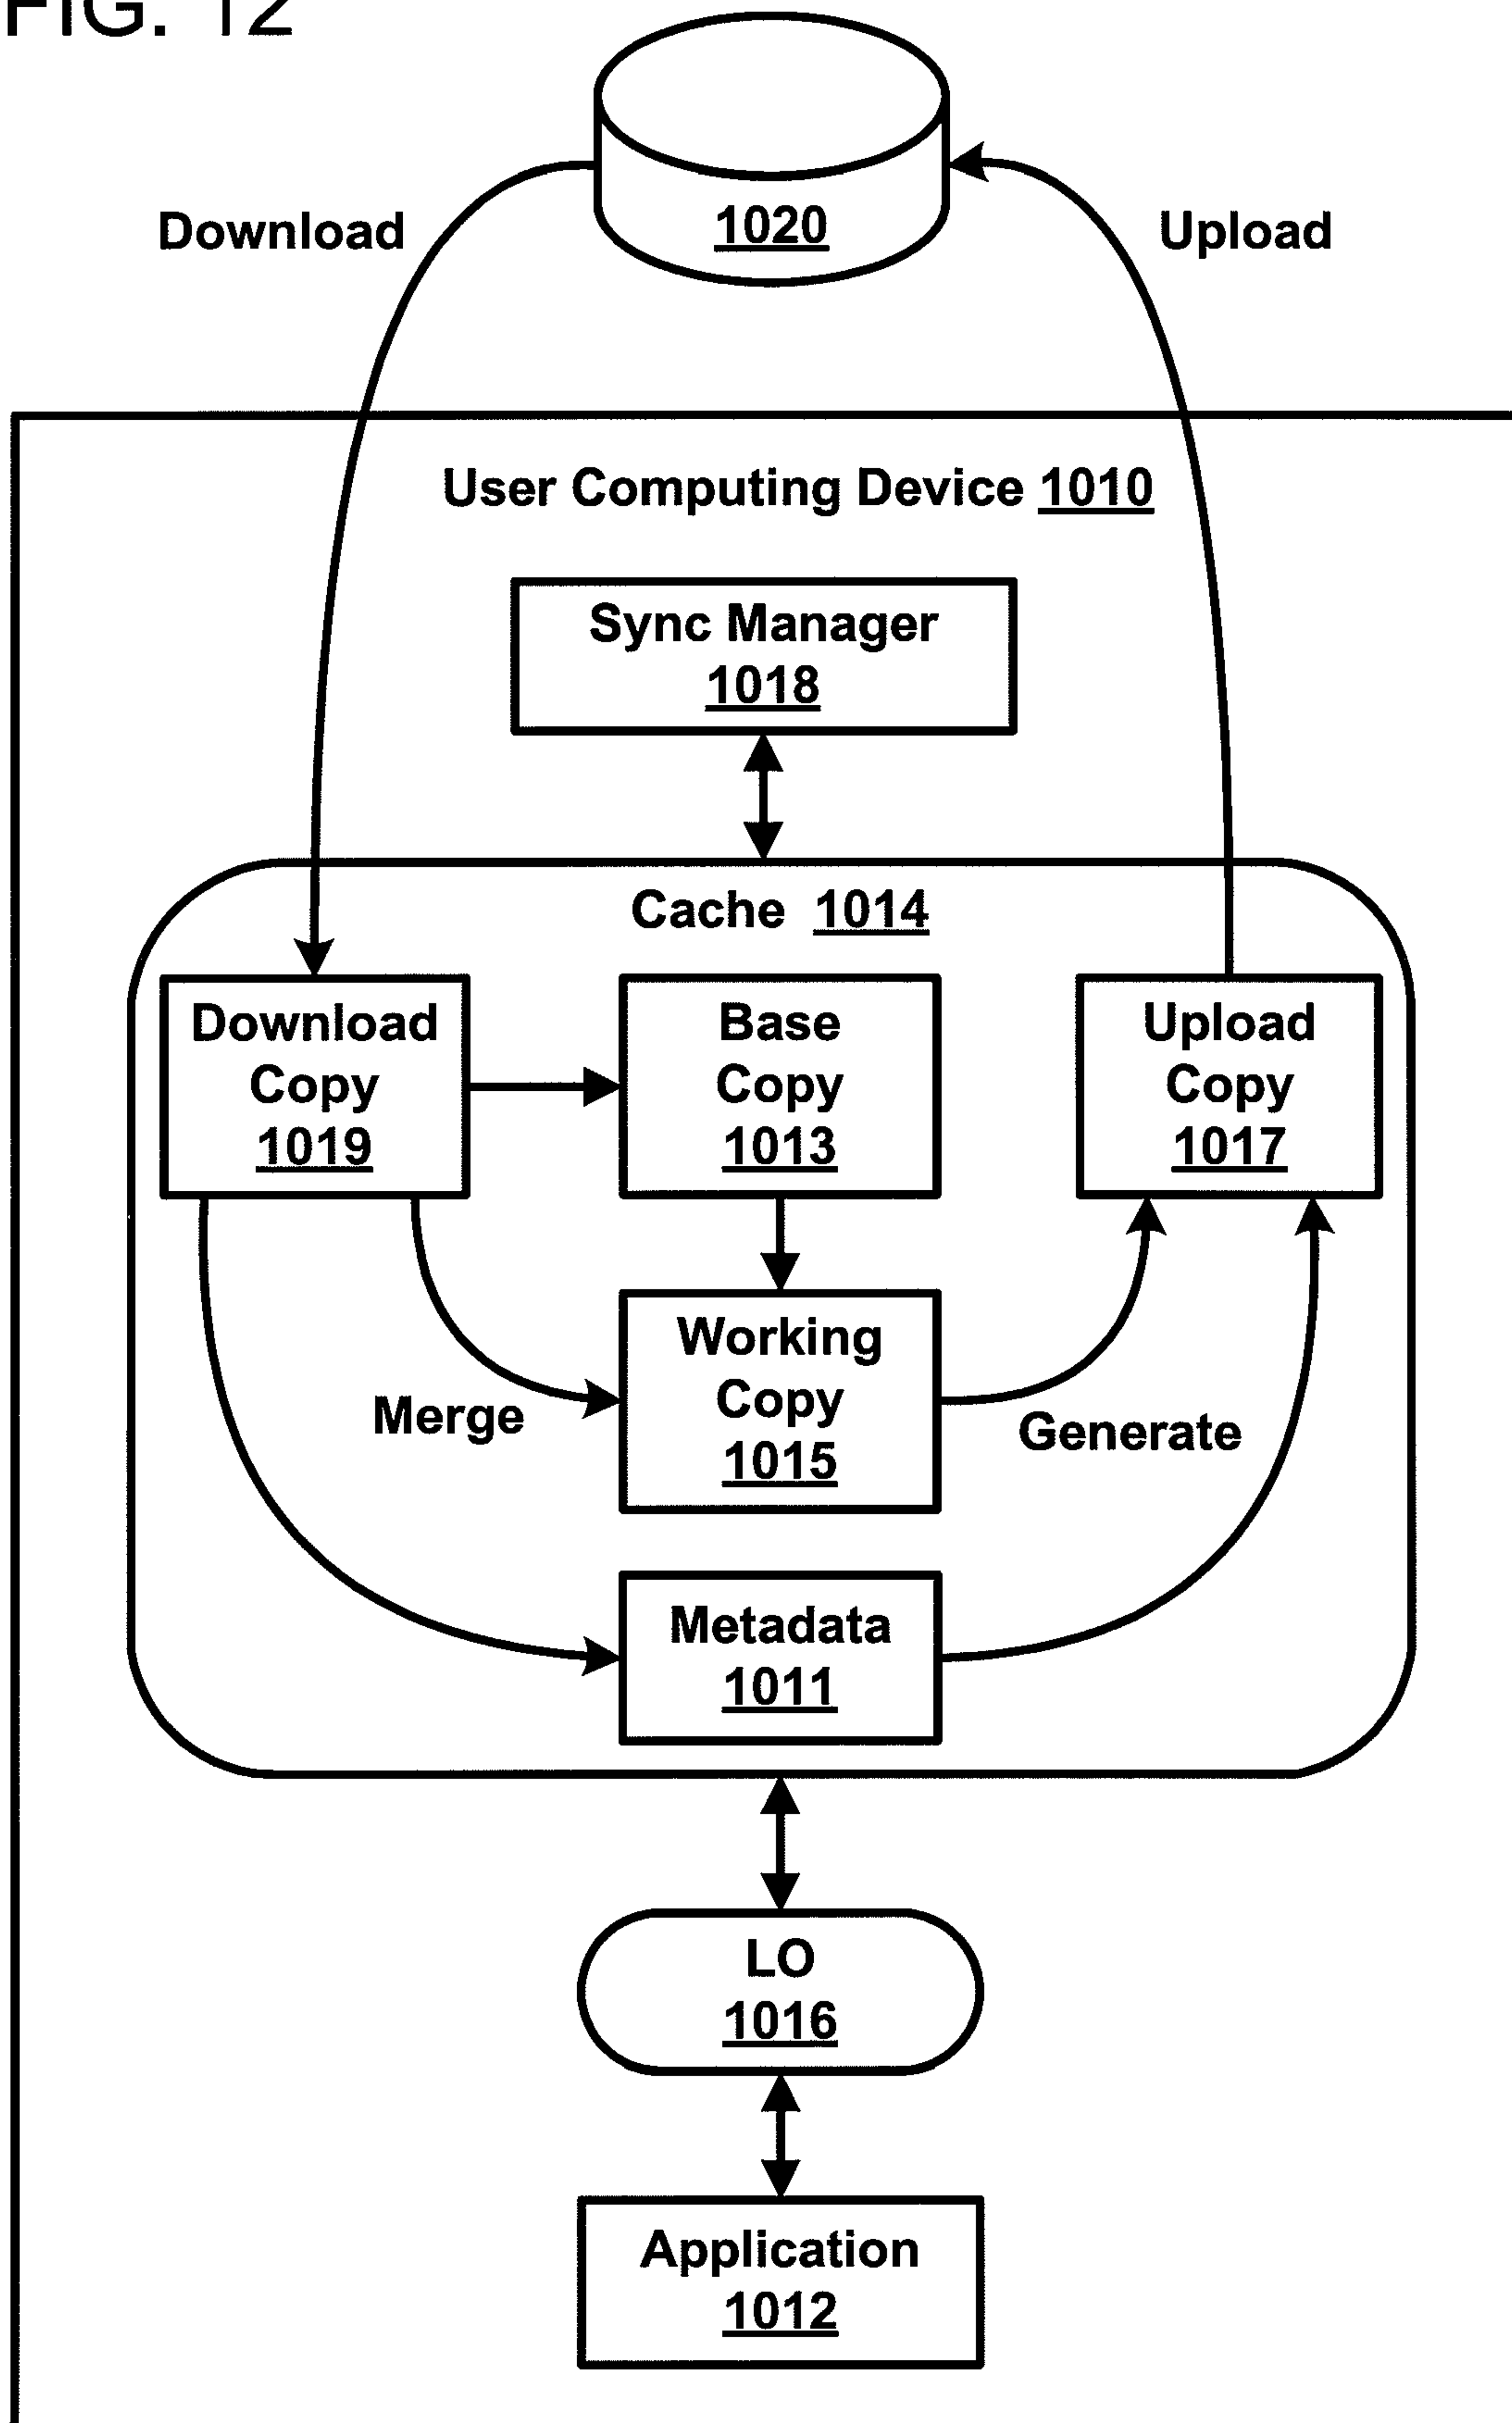 FIG. 12
1020
Download
Upload
User Computing Device 1010
Sync Manager
1018
Cache 1014
Download
Copy
1019
Base
Copy
1013
Upload
Copy
1017
Working
Copy
1015
Merge
Generate
Metadata
1011
LO
1016
Application
1012